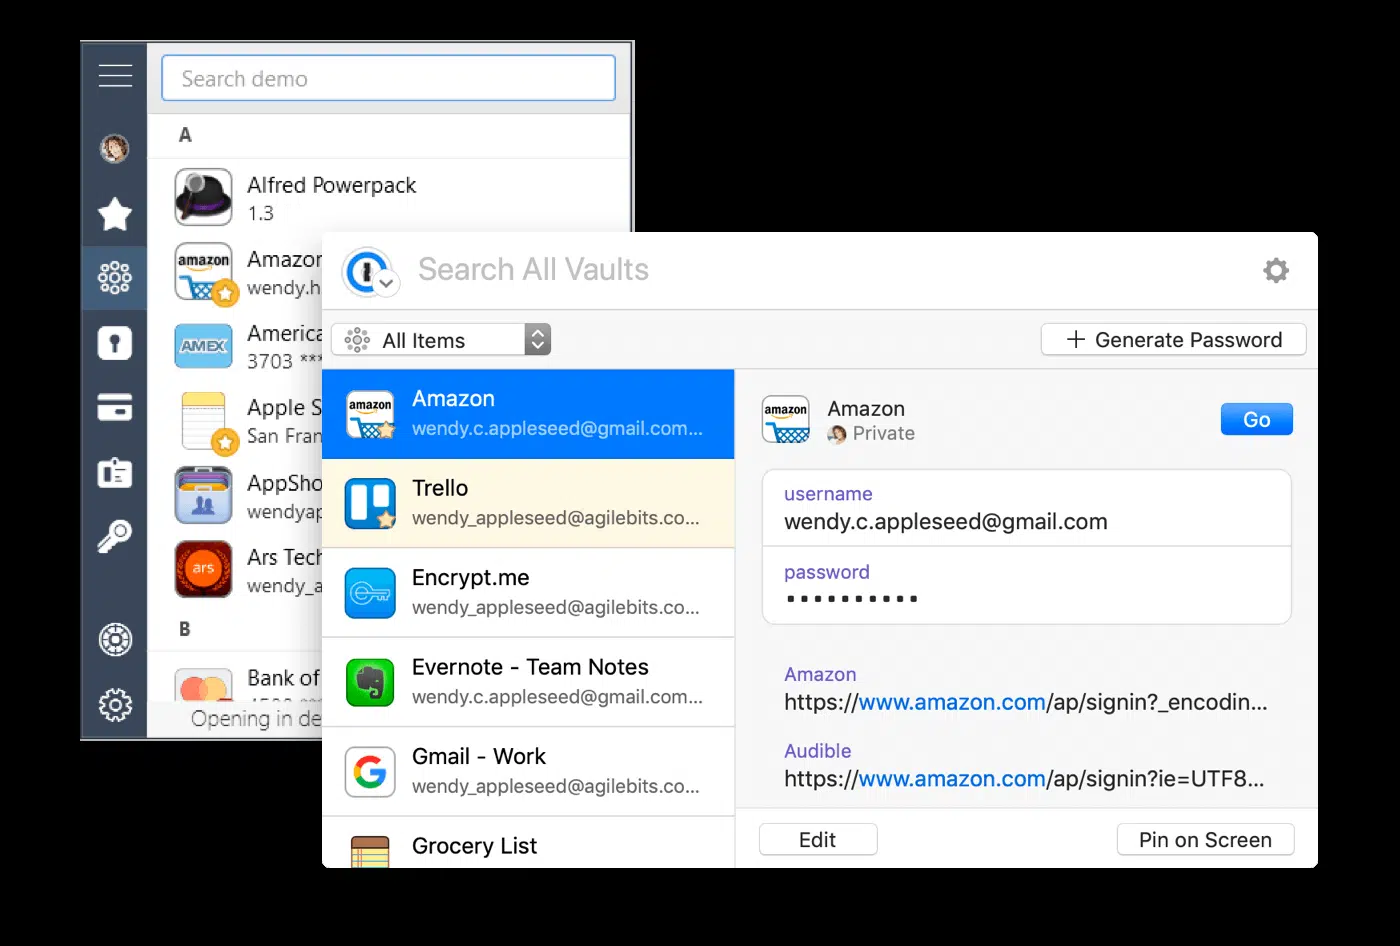 Search demo
A
Alfred Powerpack
1.3
amazon
Amazon
wendy.h
AMEX
America
3703 ***
Apple S
San Fran
AppSho
wendyap
ars
Ars Tech
wendy_a
B
Bank of
Opening in de
Search All Vaults
All Items
+ Generate Password
amazon
Amazon
wendy.c.appleseed@gmail.com...
Trello
wendy_appleseed@agilebits.co...
Encrypt.me
wendy_appleseed@agilebits.co...
Evernote - Team Notes
wendy.c.appleseed@gmail.com...
G
Gmail - Work
wendy_appleseed@agilebits.co...
Grocery List
amazon
Amazon
Private
Go
username
wendy.c.appleseed@gmail.com
password
Amazon
https://www.amazon.com/ap/signin?_encodin...
Audible
https://www.amazon.com/ap/signin?ie=UTF8...
Edit
Pin on Screen